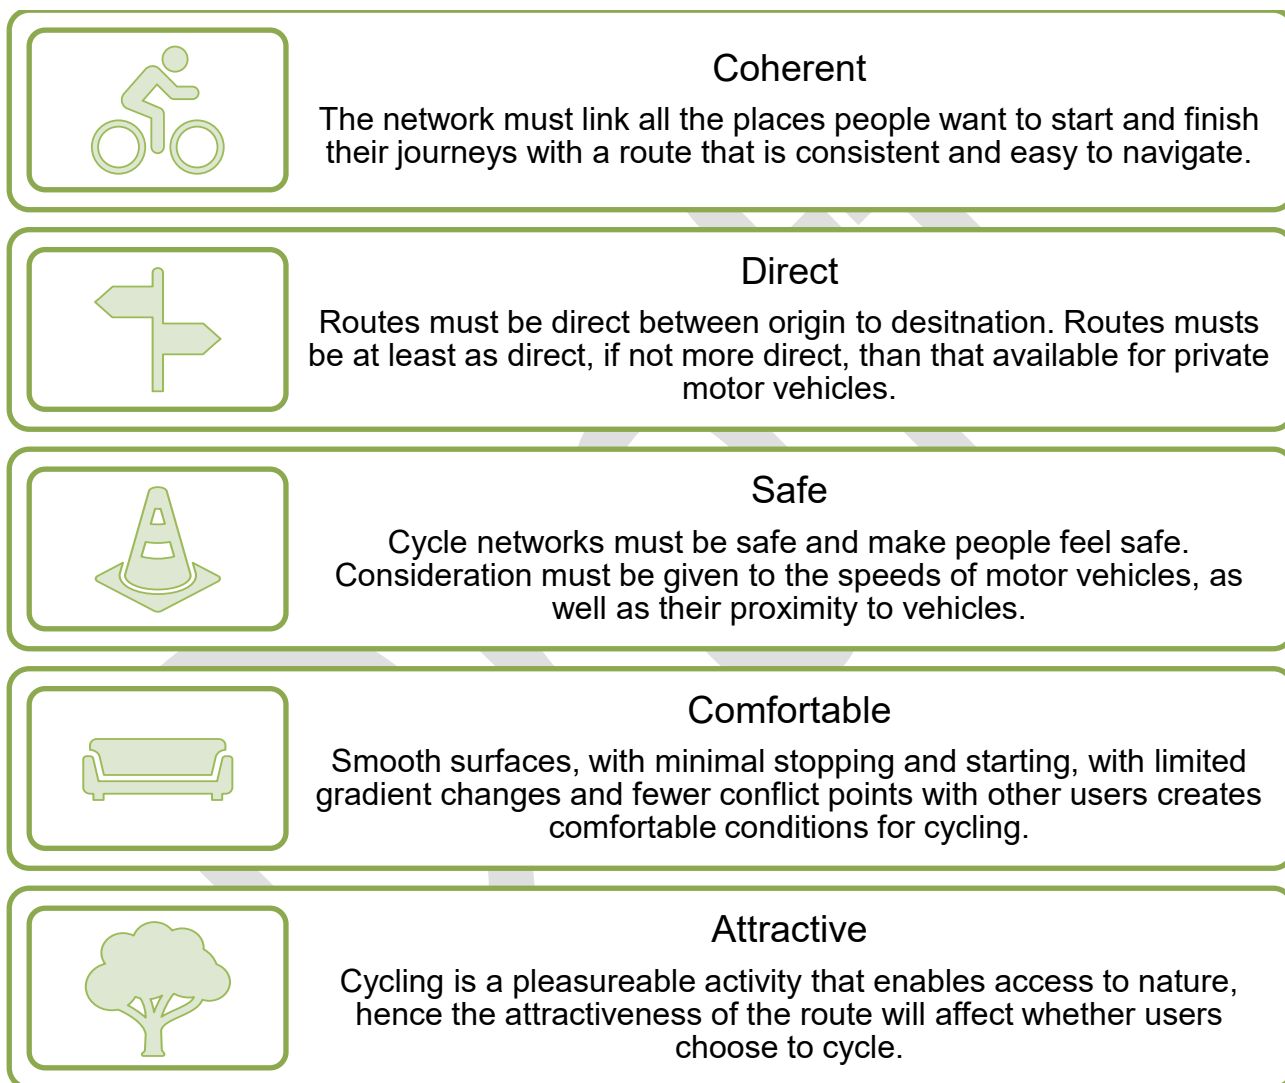 Coherent
The network must link all the places people want to start and finish
their journeys with a route that is consistent and easy to navigate.
Direct
Routes must be direct between origin to desitnation. Routes musts
be at least as direct, if not more direct, than that available for private
motor vehicles.
Safe
Cycle networks must be safe and make people feel safe.
Consideration must be given to the speeds of motor vehicles, as
well as their proximity to vehicles.
Comfortable
Smooth surfaces, with minimal stopping and starting, with limited
gradient changes and fewer conflict points with other users creates
comfortable conditions for cycling.
Attractive
Cycling is a pleasureable activity that enables access to nature,
hence the attractiveness of the route will affect whether users
choose to cycle.